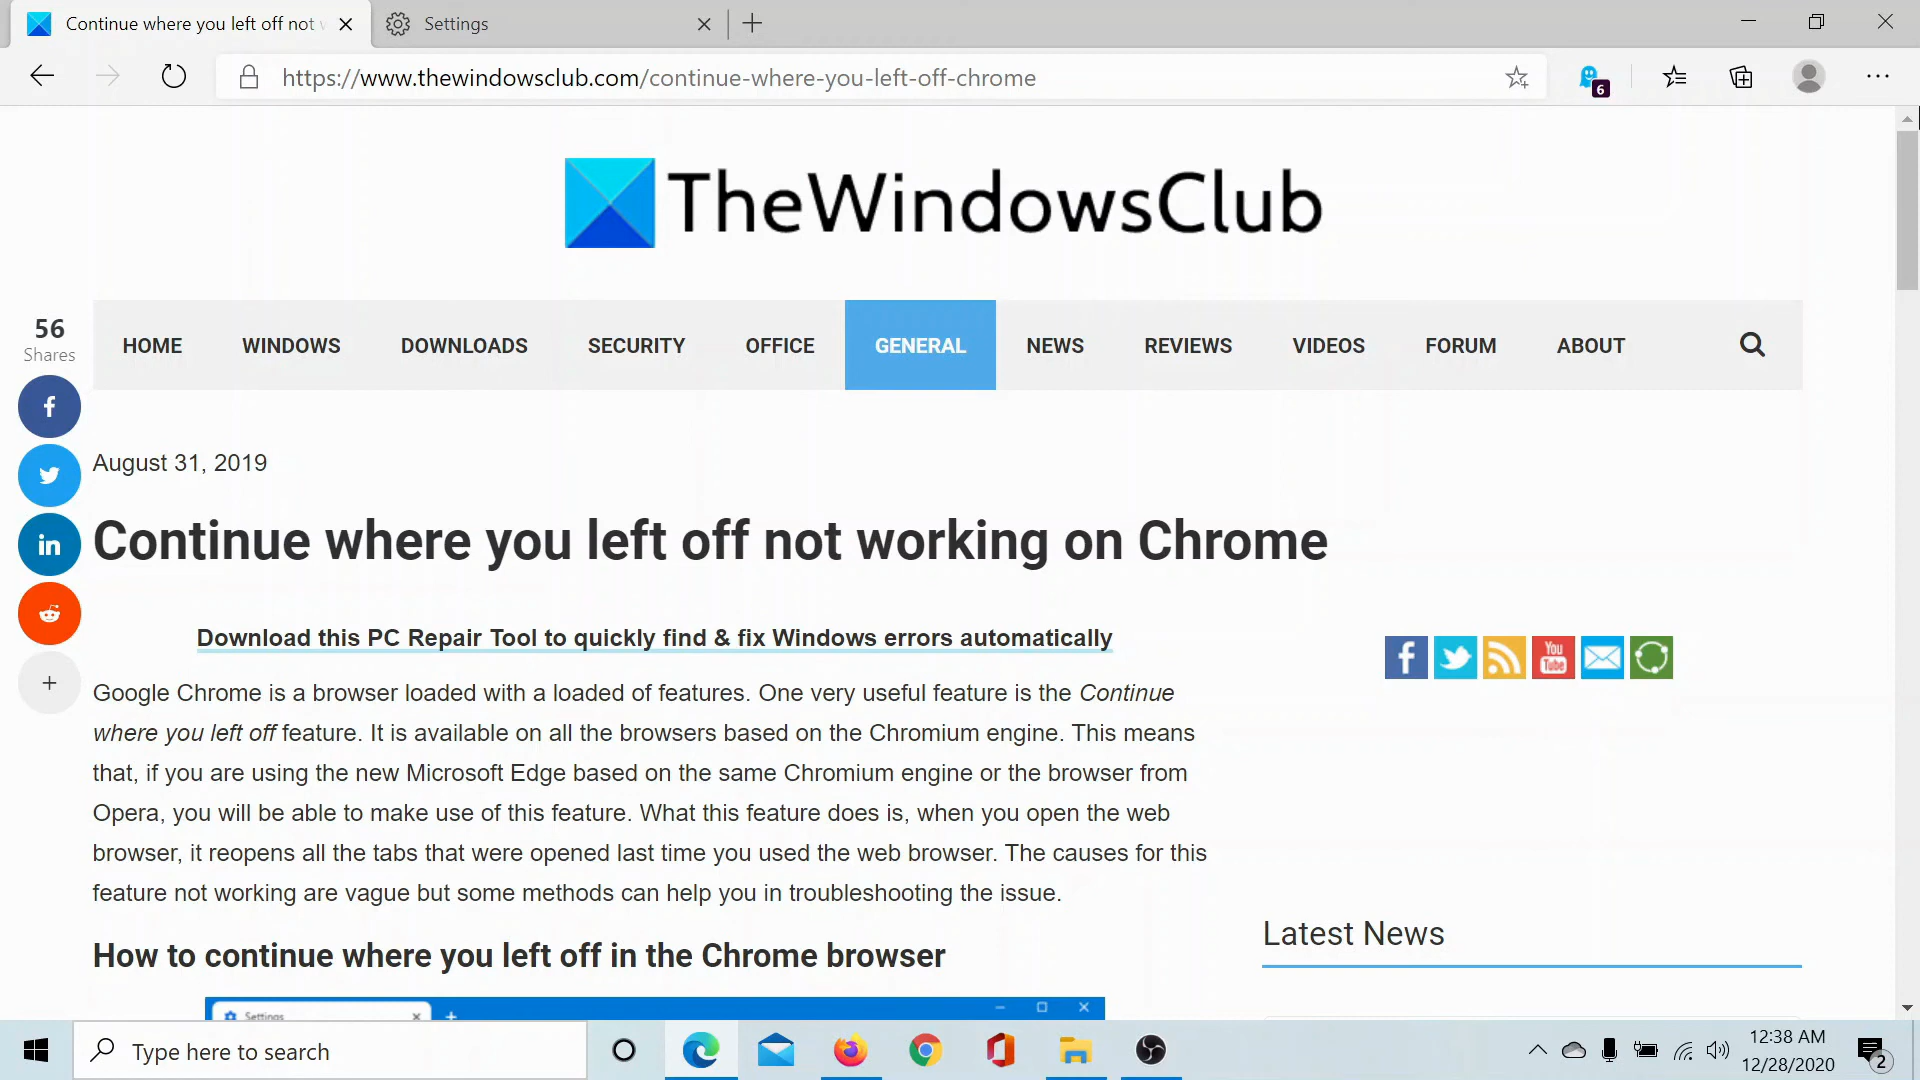 Continue where you left off not
Settings
https://www.thewindowsclub.com/continue-where-you-left-off-chrome
6
TheWindowsClub
HOME WINDOWS DOWNLOADS SECURITY OFFICE GENERAL NEWS REVIEWS VIDEOS FORUM ABOUT
56
Shares
August 31, 2019
Continue where you left off not working on Chrome
Download this PC Repair Tool to quickly find & fix Windows errors automatically
You
Tube
Google Chrome is a browser loaded with a loaded of features. One very useful feature is the Continue
where you left off feature. It is available on all the browsers based on the Chromium engine. This means
that, if you are using the new Microsoft Edge based on the same Chromium engine or the browser from
Opera, you will be able to make use of this feature. What this feature does is, when you open the web
browser, it reopens all the tabs that were opened last time you used the web browser. The causes for this
feature not working are vague but some methods can help you in troubleshooting the issue.
Latest News
How to continue where you left off in the Chrome browser
Settings
Type here to search
12:38 AM
12/28/2020
2